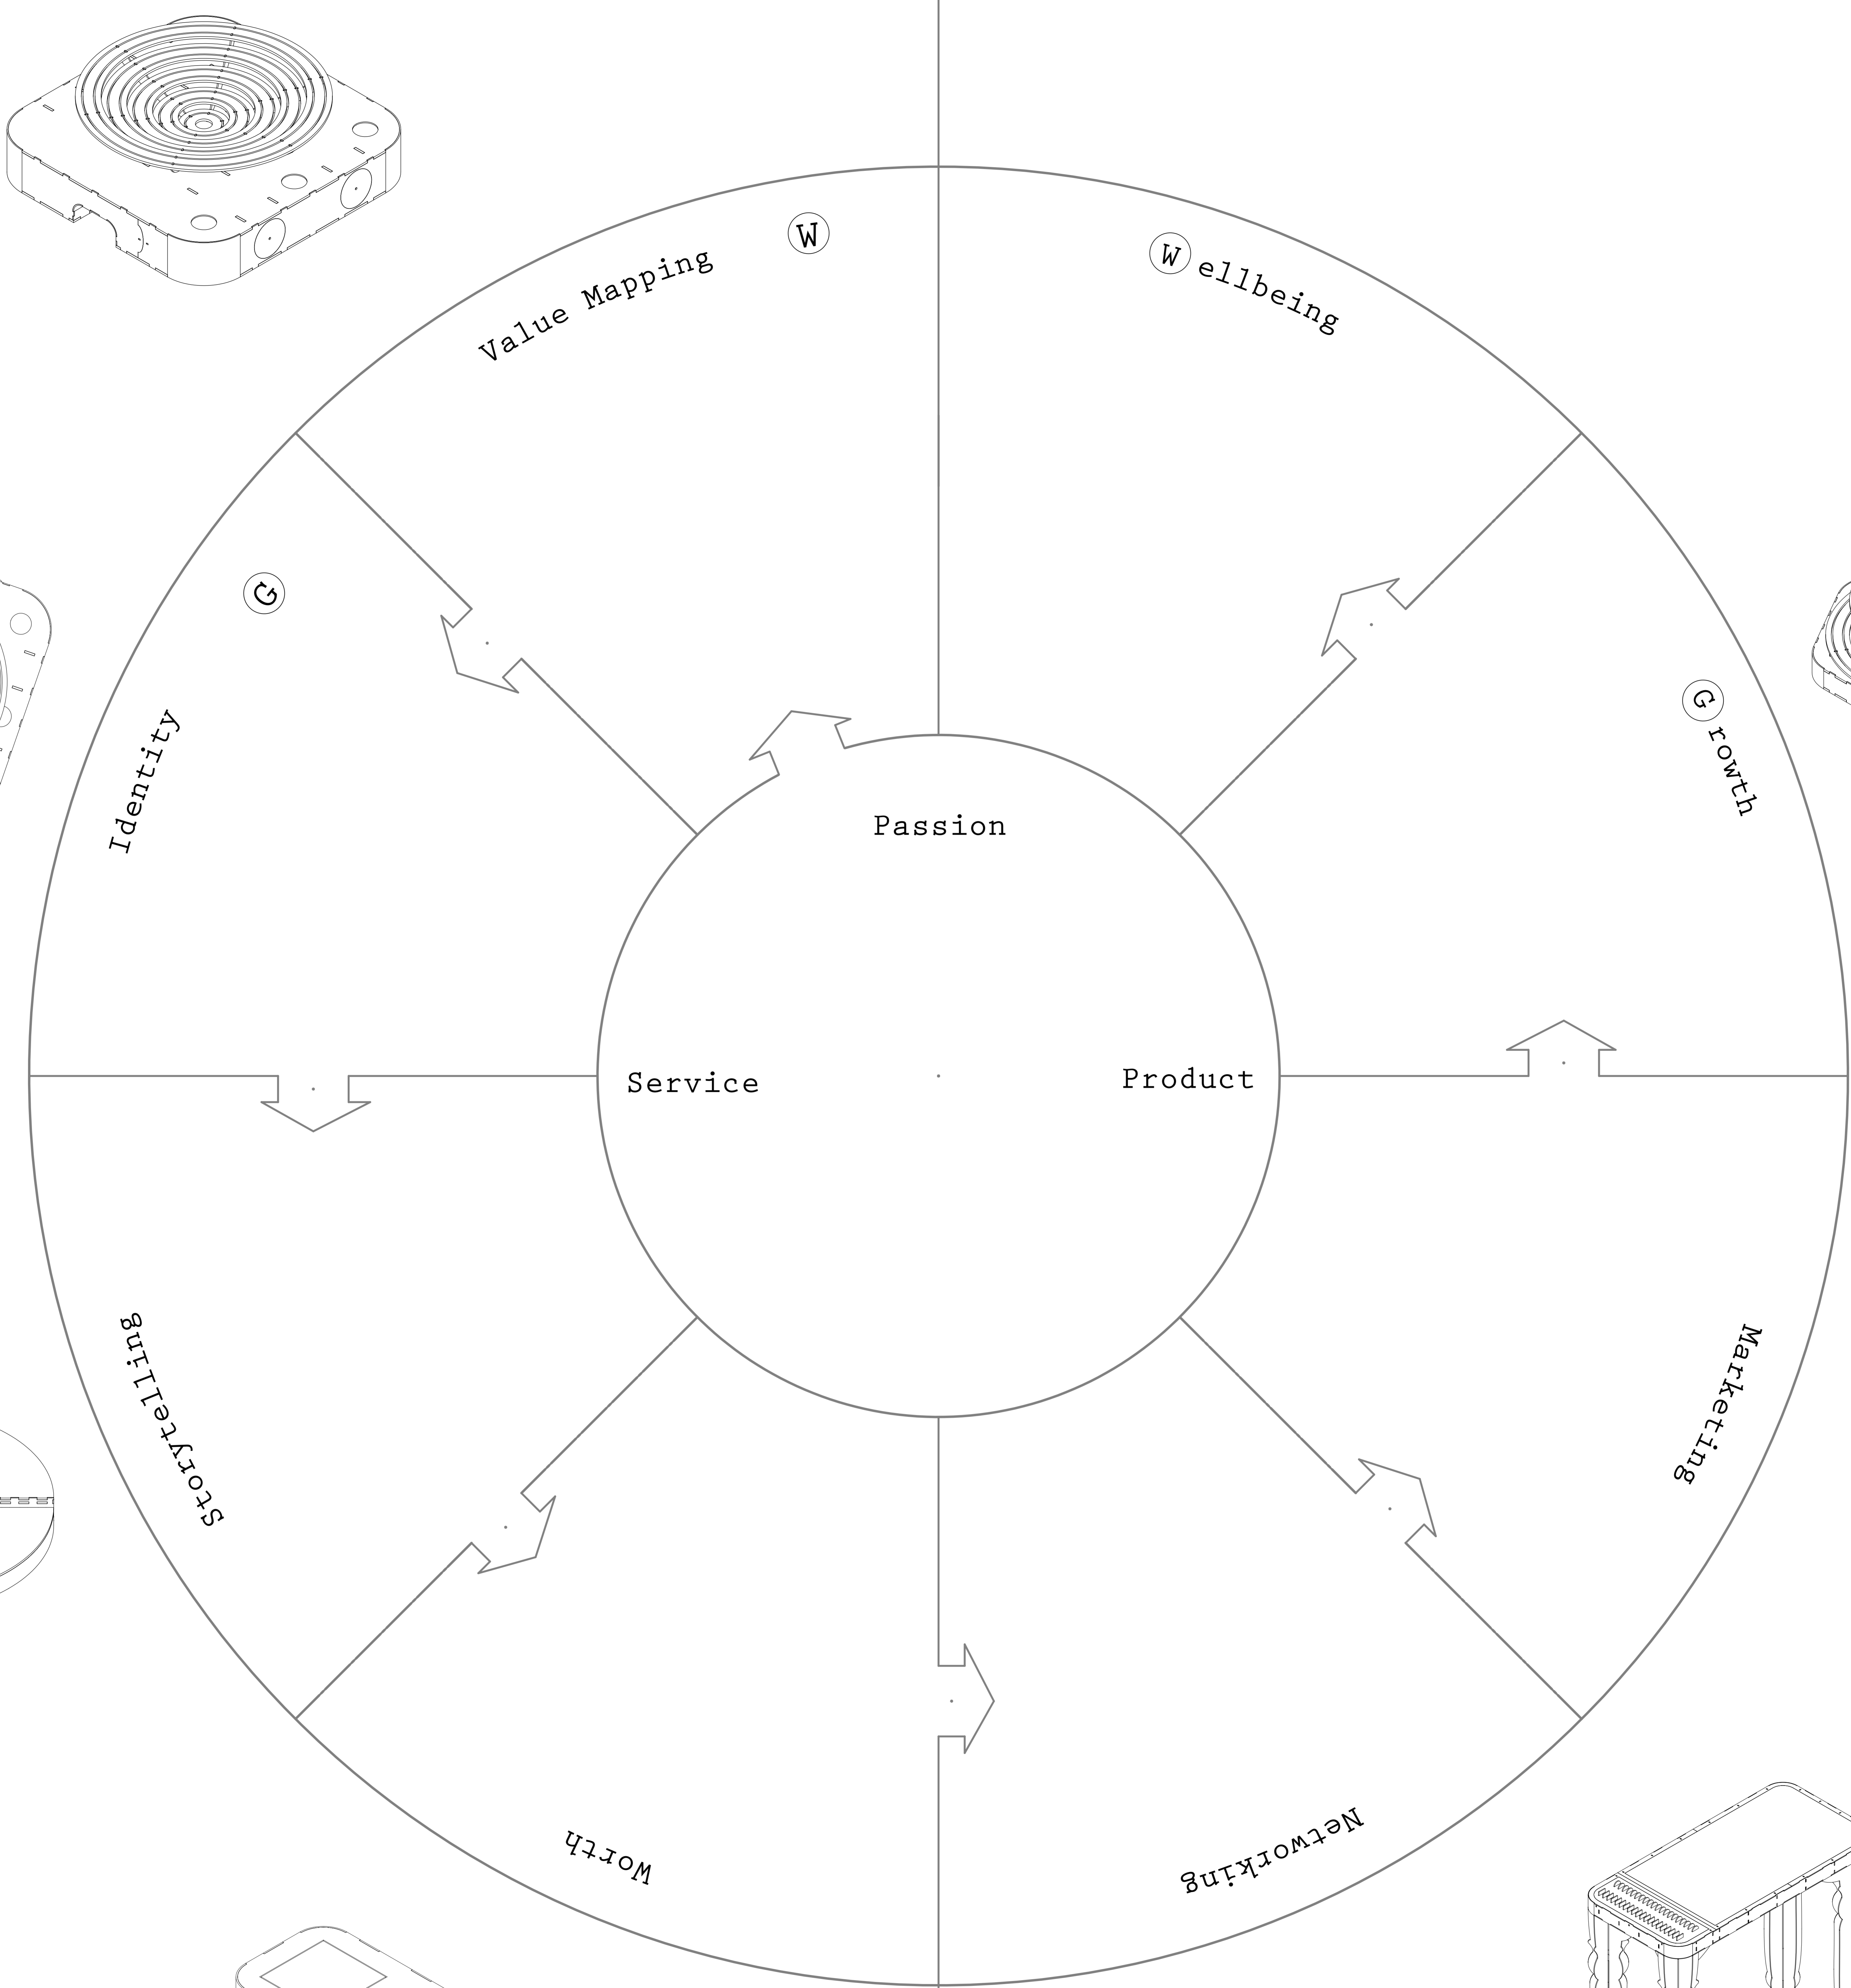 Value Mapping W
W ellbeing
G rowth
Marketing
Networking
Worth
Storytelling
Identity
G
Passion
Service
Product